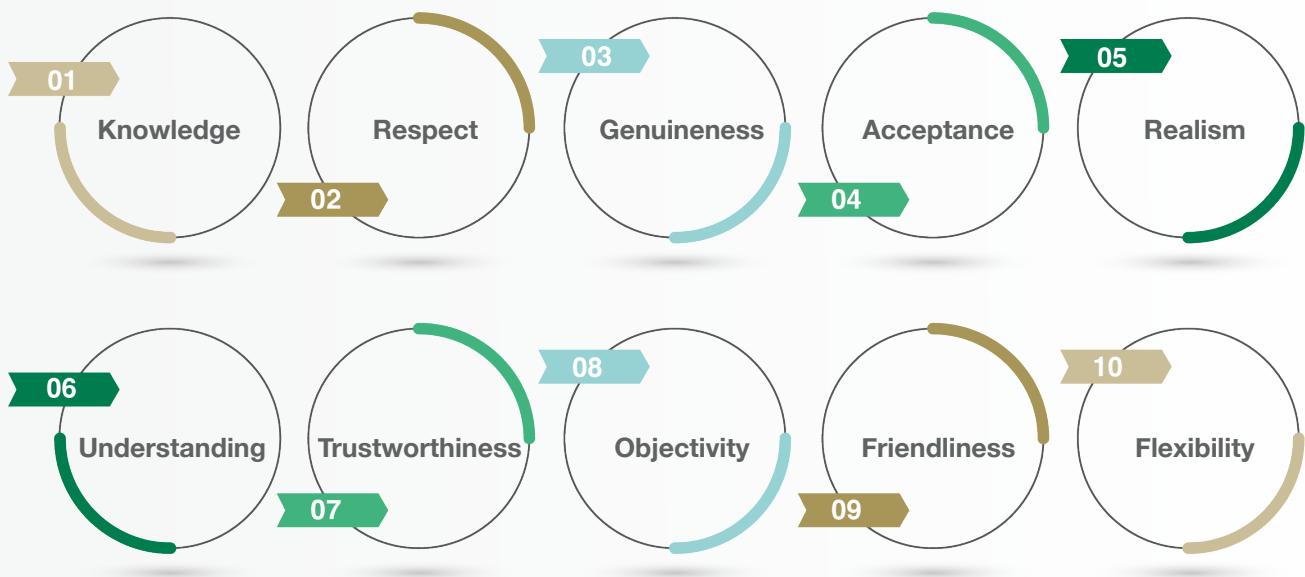 01
Knowledge
02
Respect
03
Genuineness
04
Acceptance
05
Realism
06
Understanding
07
Trustworthiness
08
Objectivity
09
Friendliness
10
Flexibility